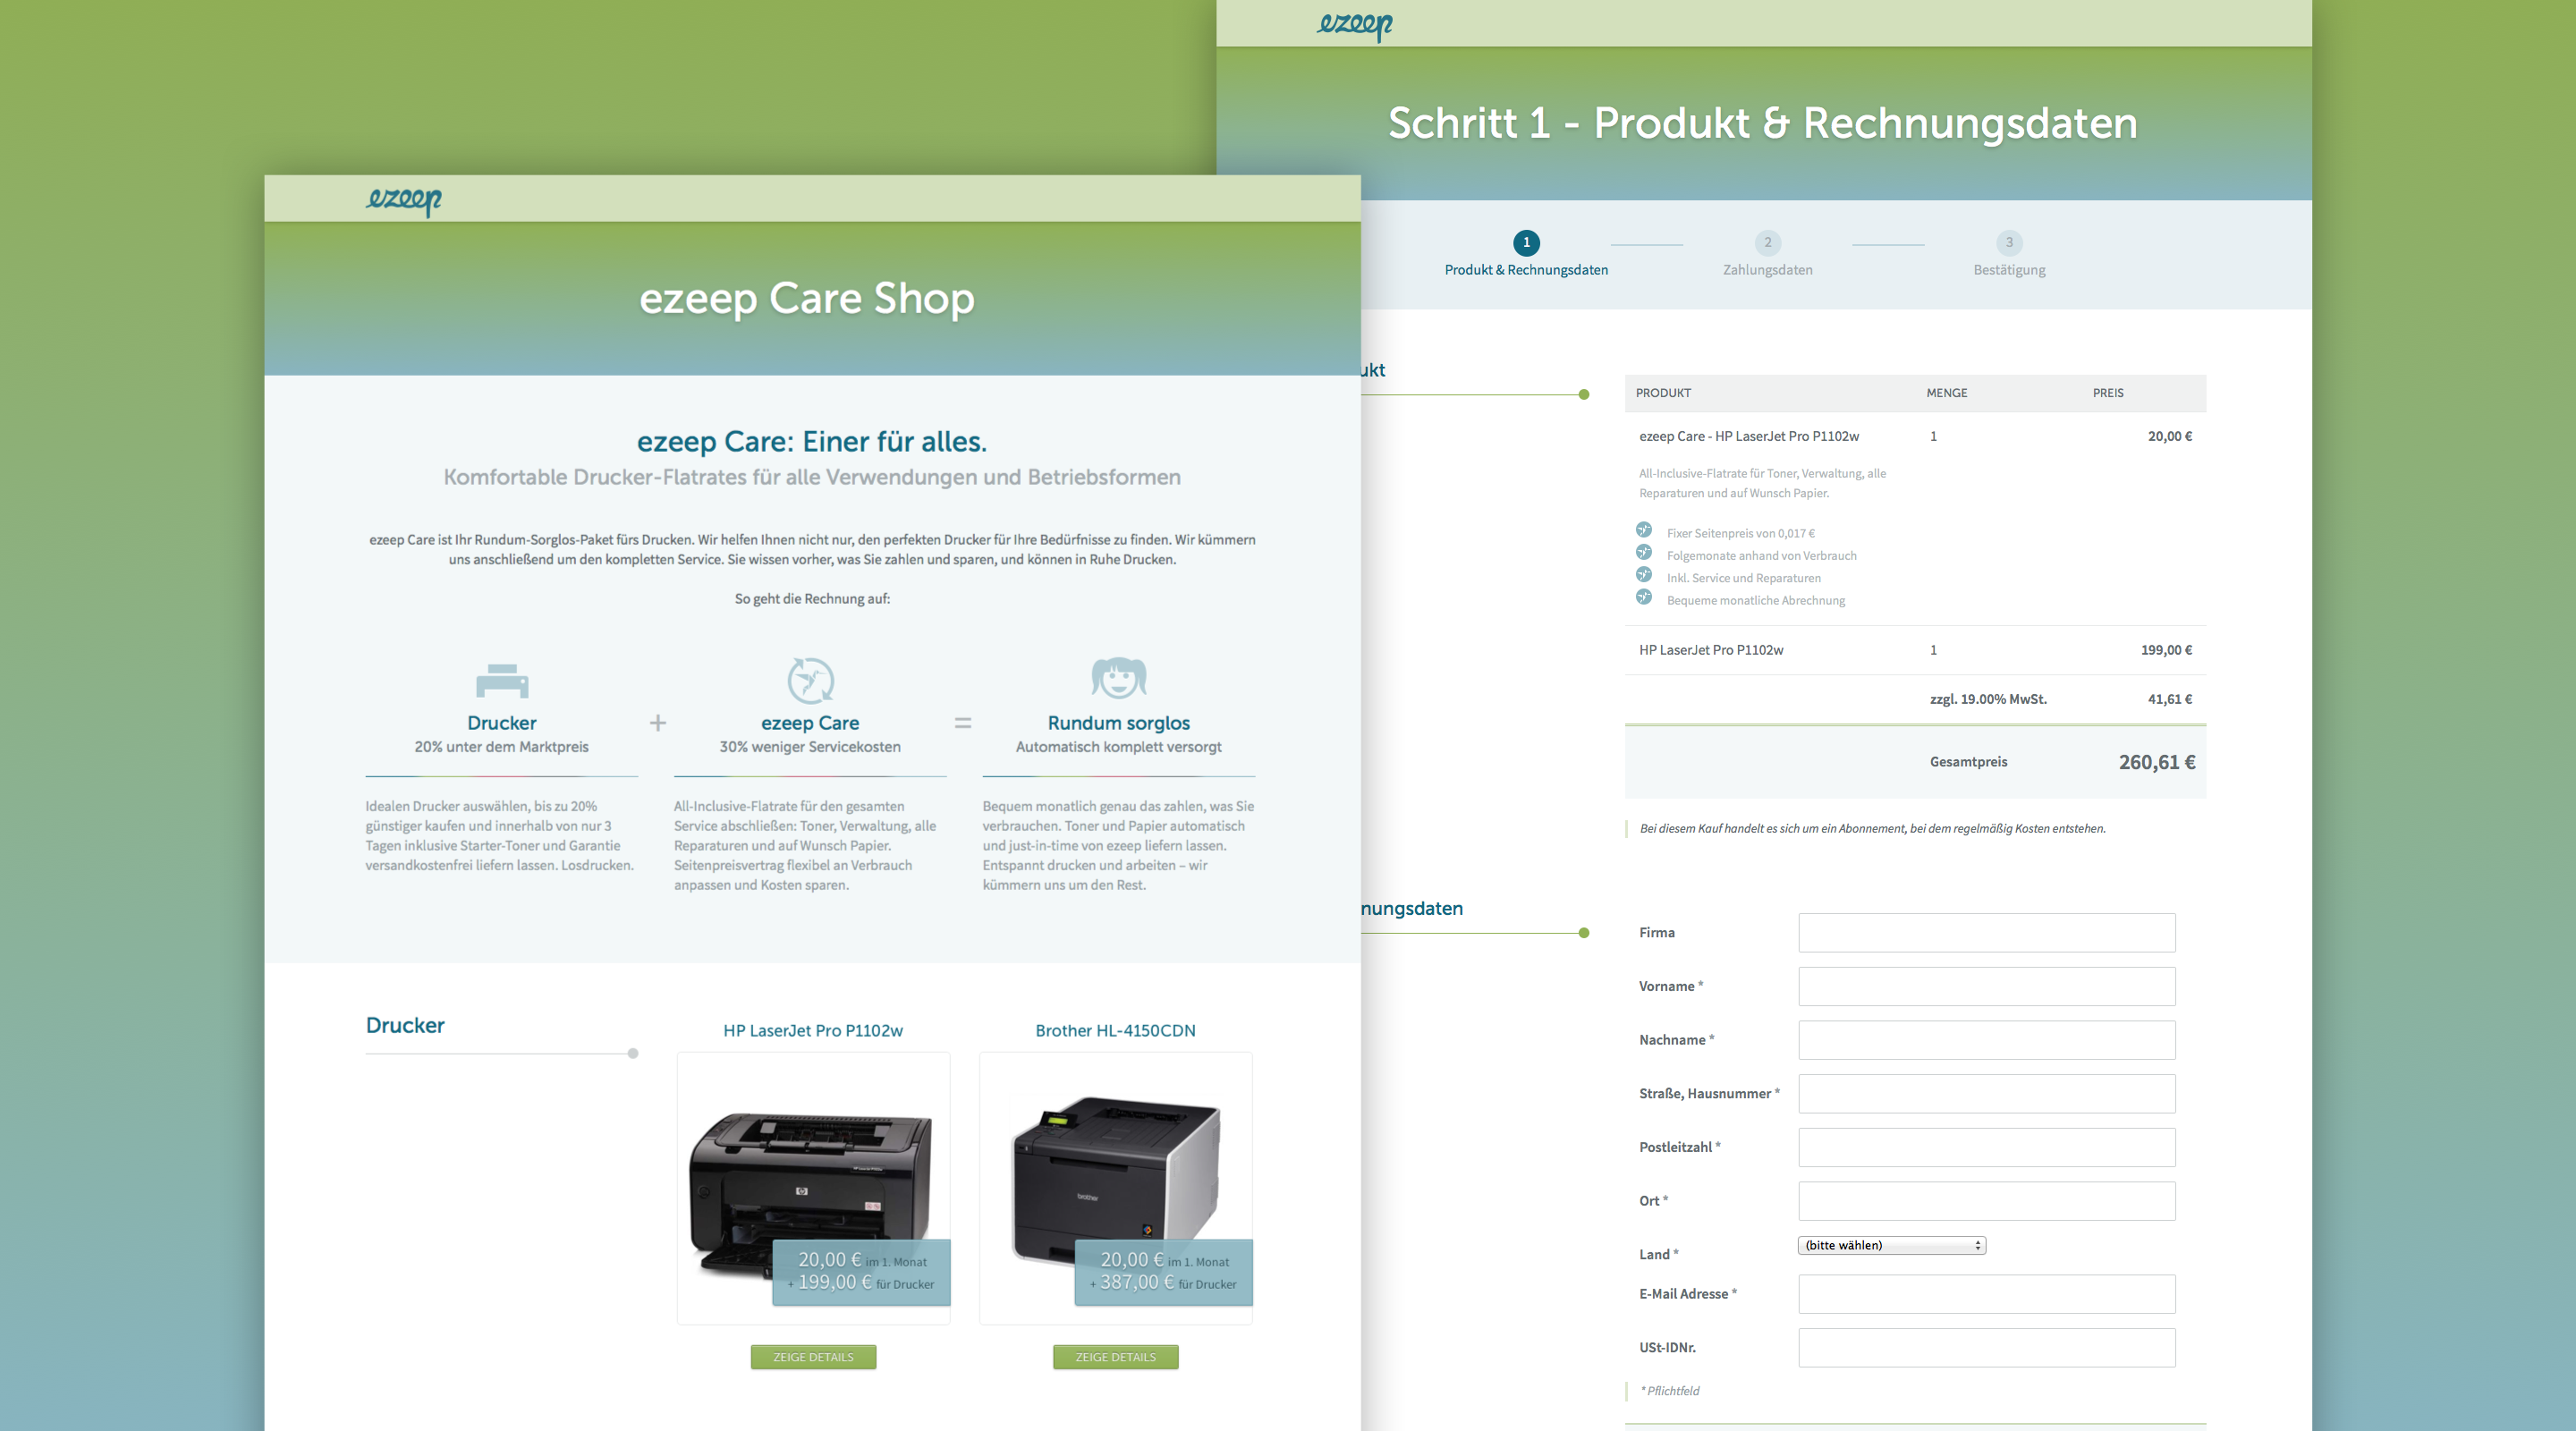 ezeep
ezeep Care Shop
ezeep Care: Einer für alles.
Komfortable Drucker-Flatrates für alle Verwendungen und Betriebsformen
ezeep Care ist Ihr Rundum-Sorglos-Paket fürs Drucken. Wir helfen Ihnen nicht nur, den perfekten Drucker für Ihre Bedürfnisse zu finden. Wir kümmern
uns anschließend um den kompletten Service. Sie wissen vorher, was Sie zahlen und sparen, und können in Ruhe Drucken.
So geht die Rechnung auf:
Drucker
20% unter dem Marktpreis
Idealen Drucker auswählen, bis zu 20%
günstiger kaufen und innerhalb von nur 3
Tagen inklusive Starter-Toner und Garantie
versandkostenfrei liefern lassen. Losdrucken.
+
ezeep Care
30% weniger Servicekosten
All-Inclusive-Flatrate für den gesamten
Service abschließen: Toner, Verwaltung, alle
Reparaturen und auf Wunsch Papier.
Seitenpreisvertrag flexibel an Verbrauch
anpassen und Kosten sparen.
=
Rundum sorglos
Automatisch komplett versorgt
Bequem monatlich genau das zahlen, was Sie
verbrauchen. Toner und Papier automatisch
und just-in-time von ezeep liefern lassen.
Entspannt drucken und arbeiten – wir
kümmern uns um den Rest.
Drucker
HP LaserJet Pro P1102w
hp
20,00 € im 1. Monat
+ 199,00 € für Drucker
ZEIGE DETAILS
Brother HL-4150CDN
brother
20,00 € im 1. Monat
+ 387,00 € für Drucker
ZEIGE DETAILS
ezeep
Schritt 1 - Produkt & Rechnungsdaten
1 2 3
Produkt & Rechnungsdaten Zahlungsdaten Bestätigung
ukt
PRODUKT MENGE PREIS
ezeep Care - HP LaserJet Pro P1102w 1 20,00 €
All-Inclusive-Flatrate für Toner, Verwaltung, alle
Reparaturen und auf Wunsch Papier.
Fixer Seitenpreis von 0,017 €
Folgemonate anhand von Verbrauch
Inkl. Service und Reparaturen
Bequeme monatliche Abrechnung
HP LaserJet Pro P1102w 1 199,00 €
zzgl. 19.00% MwSt. 41,61 €
Gesamtpreis 260,61 €
Bei diesem Kauf handelt es sich um ein Abonnement, bei dem regelmäßig Kosten entstehen.
nungsdaten
Firma
Vorname *
Nachname *
Straße, Hausnummer *
Postleitzahl *
Ort *
Land * (bitte wählen)
E-Mail Adresse *
USt-IDNr.
* Pflichtfeld